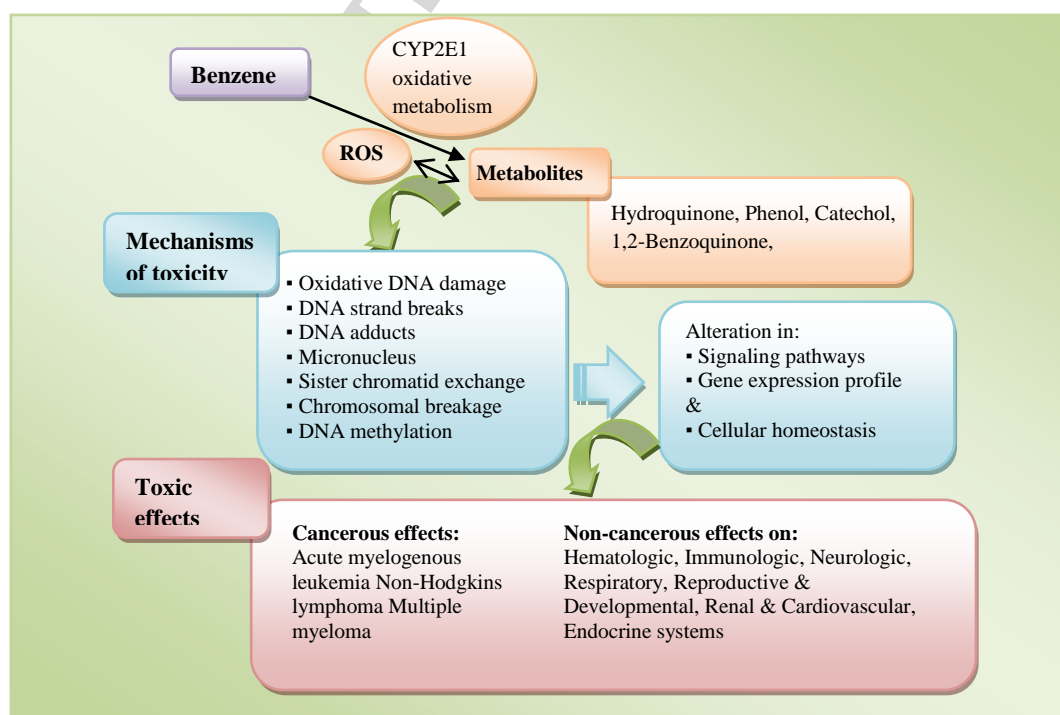 Benzene
CYP2E1
oxidative
metabolism
ROS
Metabolites
Hydroquinone, Phenol, Catechol,
1,2-Benzoquinone,
Mechanisms
of toxicity
▪ Oxidative DNA damage
▪ DNA strand breaks
▪ DNA adducts
▪ Micronucleus
▪ Sister chromatid exchange
▪ Chromosomal breakage
▪ DNA methylation
Alteration in:
▪ Signaling pathways
▪ Gene expression profile
&
▪ Cellular homeostasis
Toxic
effects
Cancerous effects:
Acute myelogenous
leukemia Non-Hodgkins
lymphoma Multiple
myeloma
Non-cancerous effects on:
Hematologic, Immunologic, Neurologic,
Respiratory, Reproductive &
Developmental, Renal & Cardiovascular,
Endocrine systems